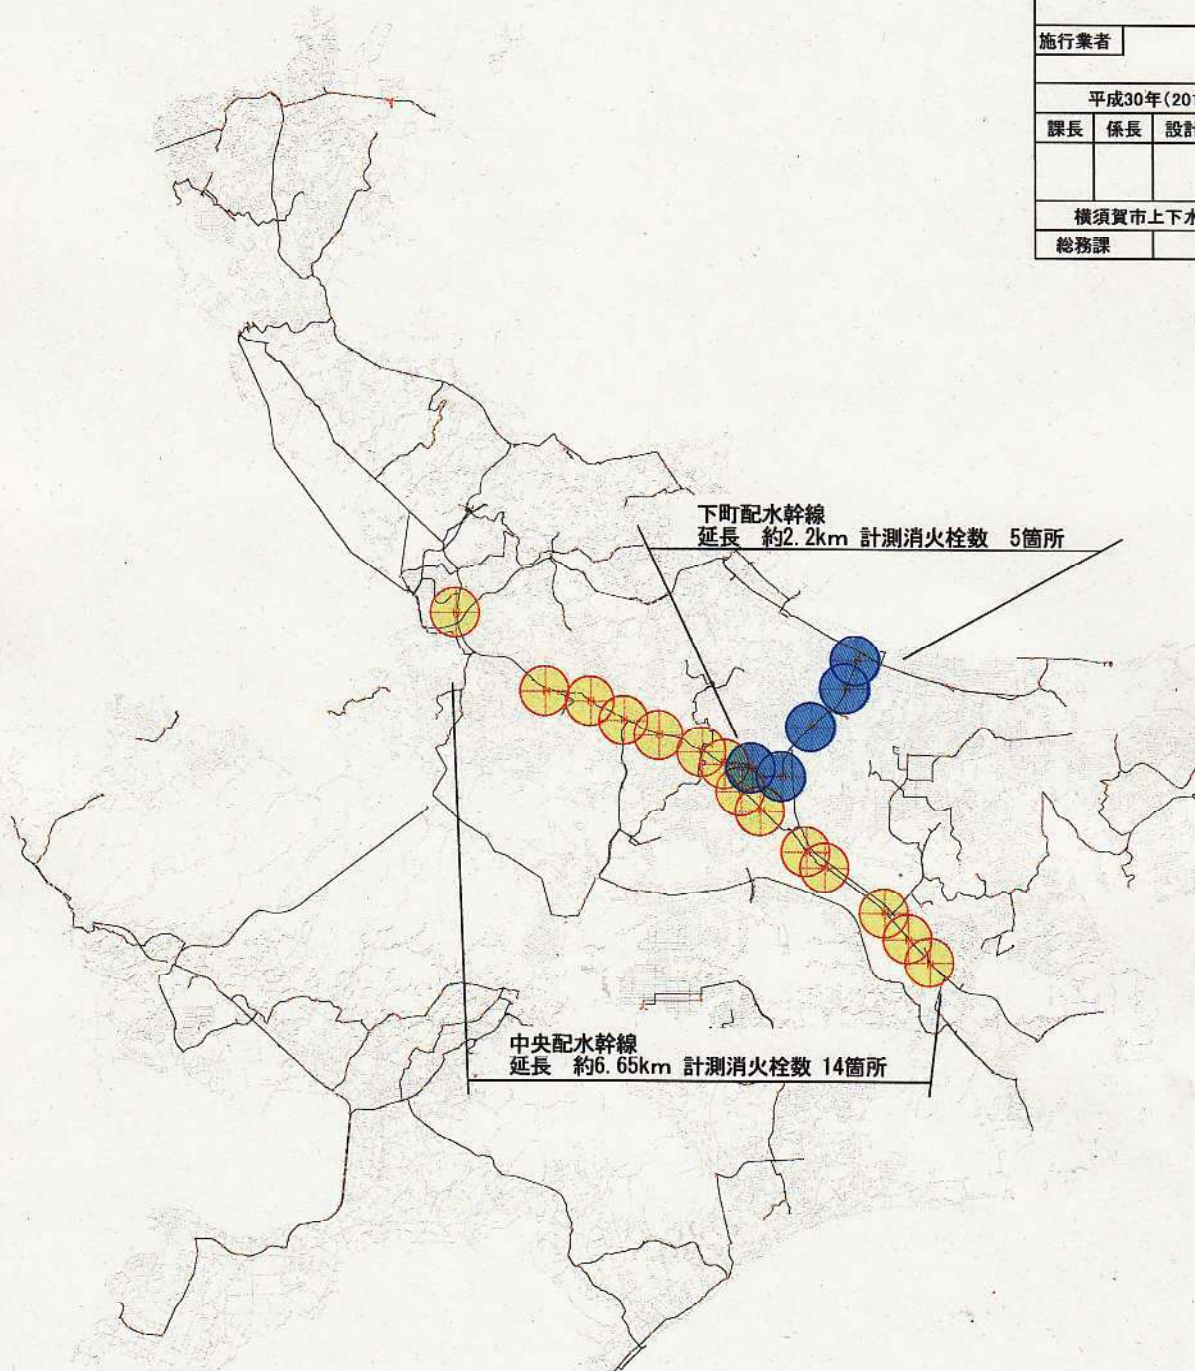 施行業者
平成30年(201
課長 係長 設計
横須賀市上下水
総務課
下町配水幹線
延長 約2.2km 計測消火栓数 5箇所
中央配水幹線
延長 約6.65km 計測消火栓数 14箇所